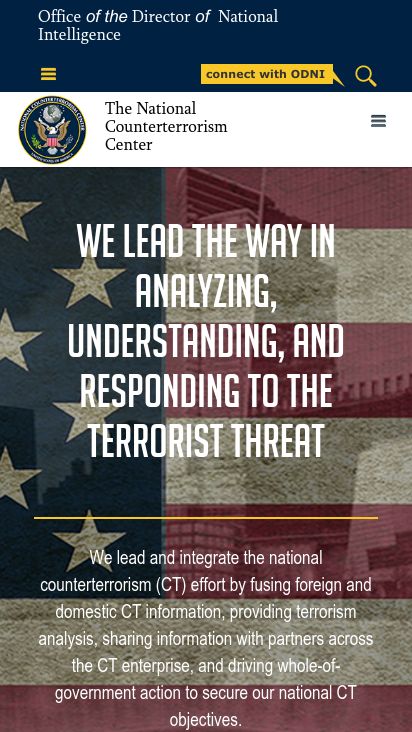 Office of the Director of National
Intelligence
connect with ODNI
The National
Counterterrorism
Center
WE LEAD THE WAY IN
ANALYZING,
UNDERSTANDING, AND
RESPONDING TO THE
TERRORIST THREAT
We lead and integrate the national
counterterrorism (CT) effort by fusing foreign and
domestic CT information, providing terrorism
analysis, sharing information with partners across
the CT enterprise, and driving whole-of-
government action to secure our national CT
objectives.